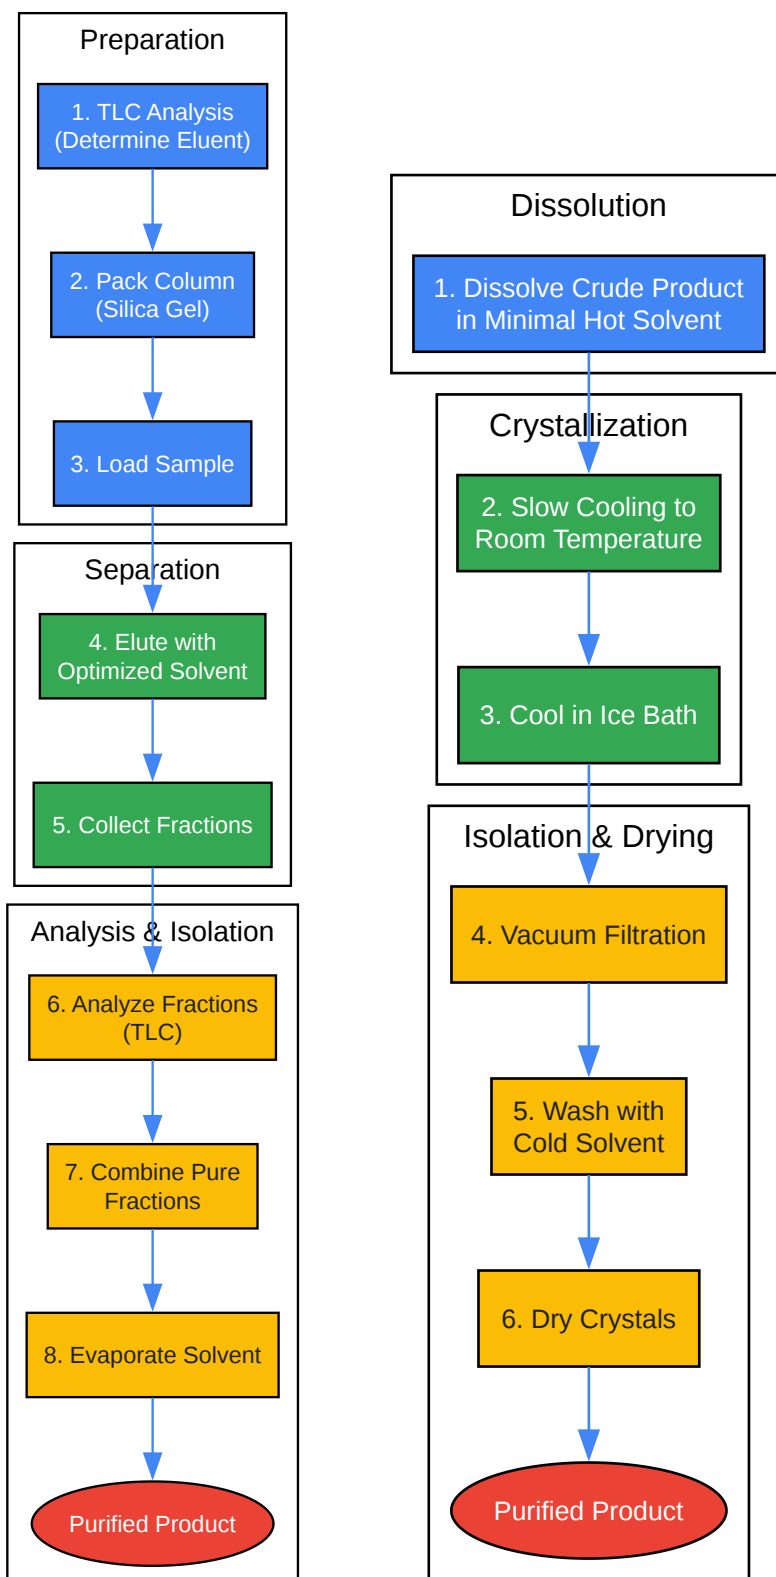 Preparation
1. TLC Analysis
(Determine Eluent)
2. Pack Column
(Silica Gel)
3. Load Sample
Separation
4. Elute with
Optimized Solvent
5. Collect Fractions
Analysis & Isolation
6. Analyze Fractions
(TLC)
7. Combine Pure
Fractions
8. Evaporate Solvent
Purified Product
Dissolution
1. Dissolve Crude Product
in Minimal Hot Solvent
Crystallization
2. Slow Cooling to
Room Temperature
3. Cool in Ice Bath
Isolation & Drying
4. Vacuum Filtration
5. Wash with
Cold Solvent
6. Dry Crystals
Purified Product